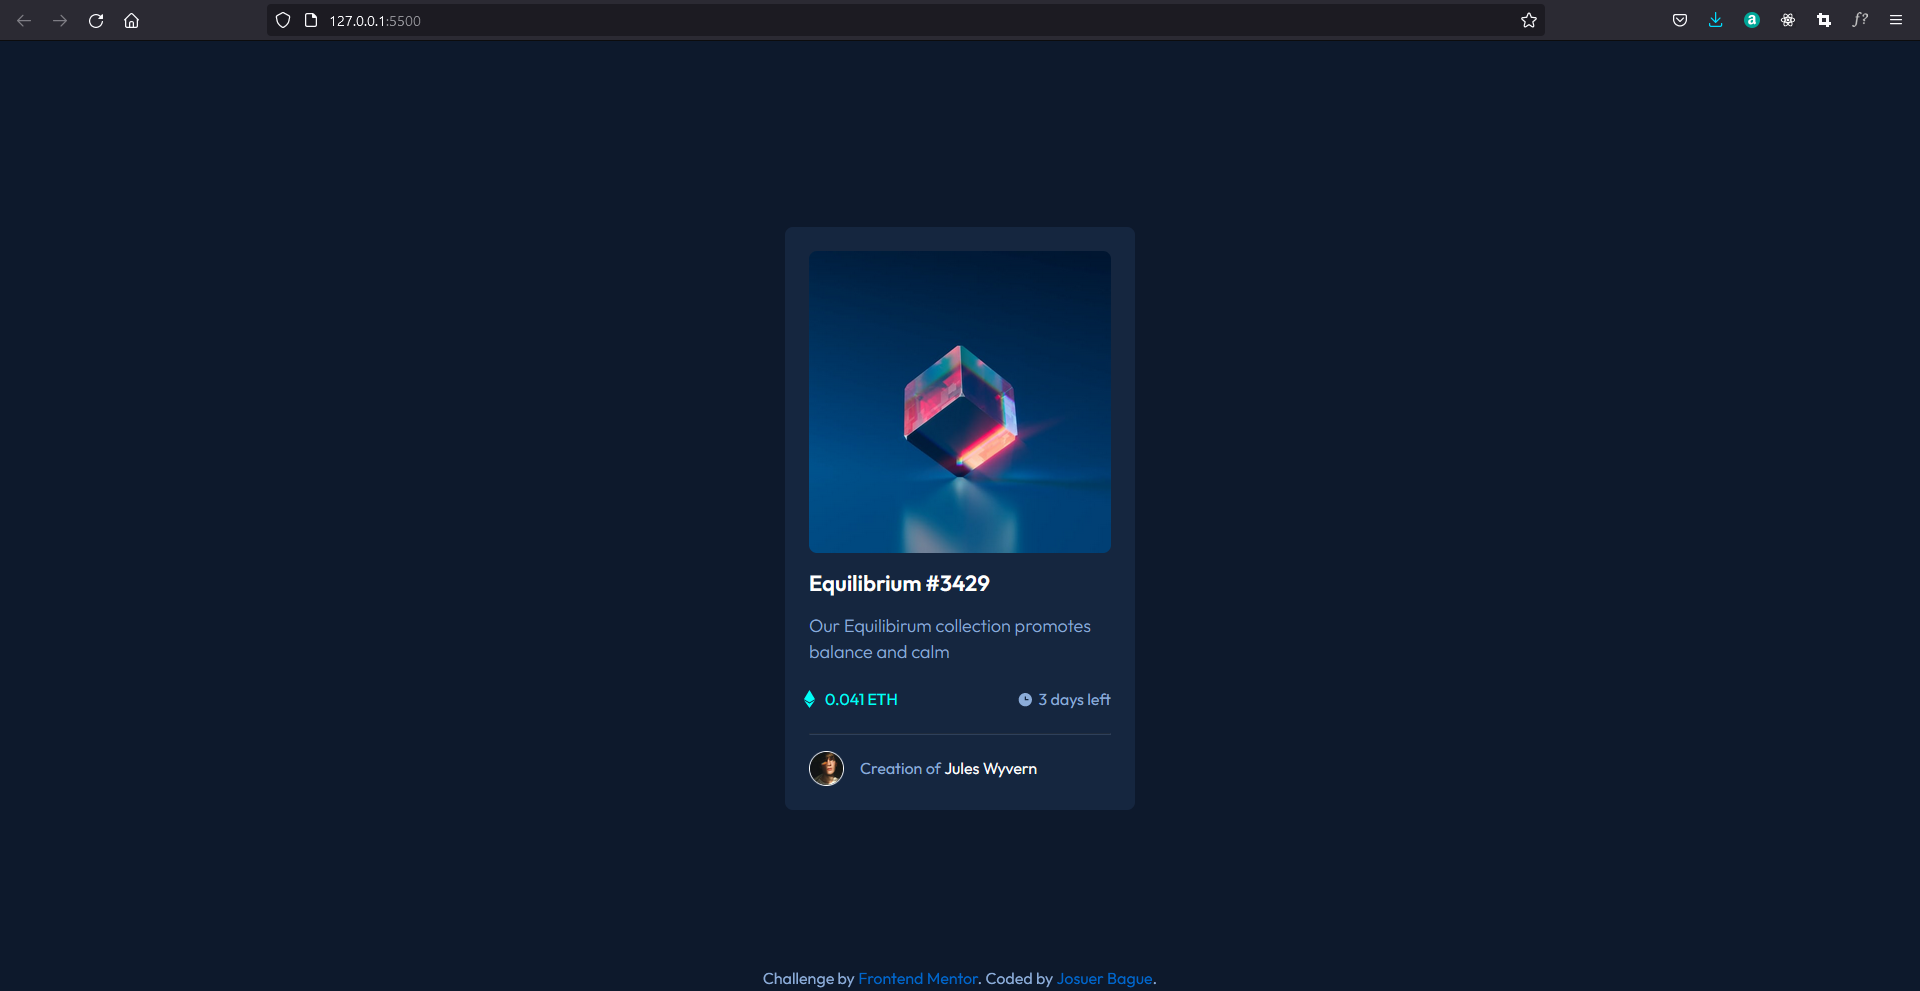 127.0.0.1:5500
Equilibrium #3429
Our Equilibirum collection promotes
balance and calm
0.041 ETH
3 days left
Creation of Jules Wyvern
Challenge by Frontend Mentor. Coded by Josuer Bague.